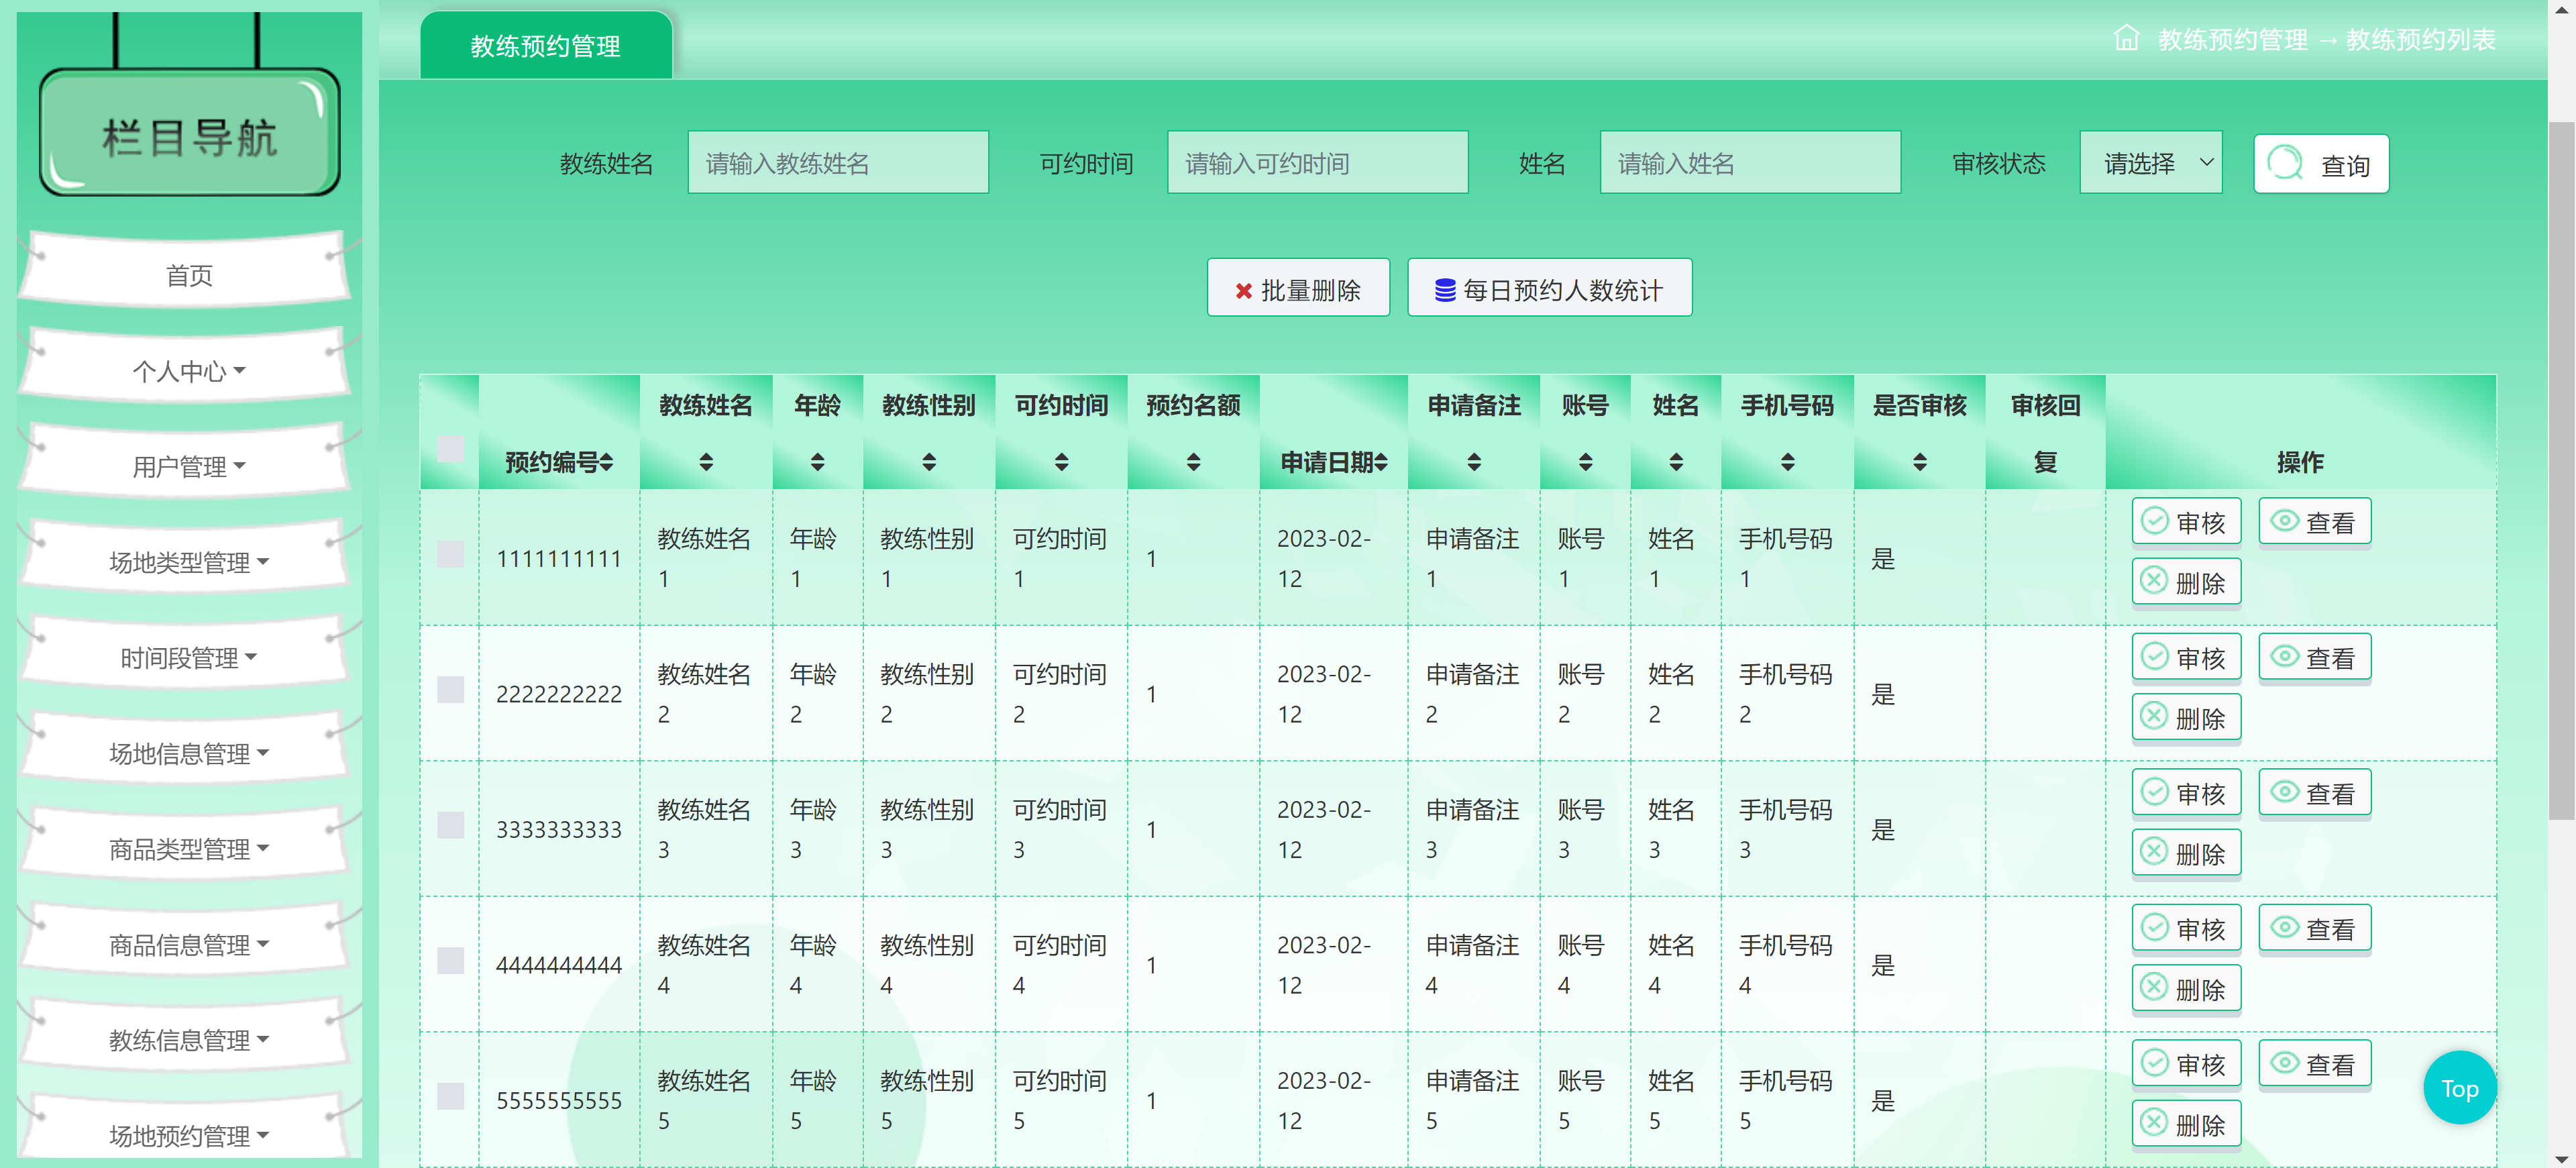 教练预约管理
教练预约管理 → 教练预约列表
栏目导航
首页
个人中心
用户管理
场地类型管理
时间段管理
场地信息管理
商品类型管理
商品信息管理
教练信息管理
场地预约管理
教练姓名 请输入教练姓名 可约时间 请输入可约时间 姓名 请输入姓名 审核状态 请选择 查询
批量删除 每日预约人数统计
预约编号 教练姓名 年龄 教练性别 可约时间 预约名额 申请日期 申请备注 账号 姓名 手机号码 是否审核 审核回复 操作
1111111111 教练姓名1 年龄1 教练性别1 可约时间1 1 2023-02-12 申请备注1 账号1 姓名1 手机号码1 是 审核 查看 删除
2222222222 教练姓名2 年龄2 教练性别2 可约时间2 1 2023-02-12 申请备注2 账号2 姓名2 手机号码2 是 审核 查看 删除
3333333333 教练姓名3 年龄3 教练性别3 可约时间3 1 2023-02-12 申请备注3 账号3 姓名3 手机号码3 是 审核 查看 删除
4444444444 教练姓名4 年龄4 教练性别4 可约时间4 1 2023-02-12 申请备注4 账号4 姓名4 手机号码4 是 审核 查看 删除
5555555555 教练姓名5 年龄5 教练性别5 可约时间5 1 2023-02-12 申请备注5 账号5 姓名5 手机号码5 是 审核 查看 删除
Top